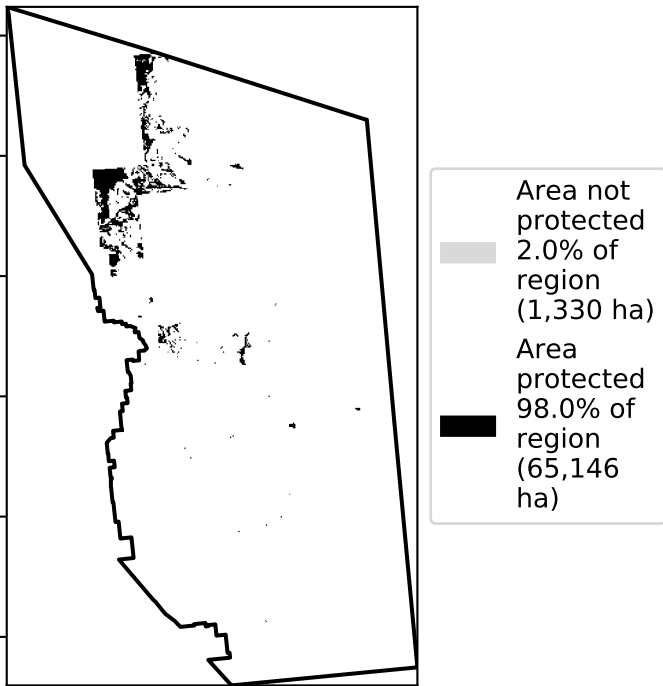 Area not
protected
2.0% of
region
(1,330 ha)
Area
protected
98.0% of
region
(65,146
ha)